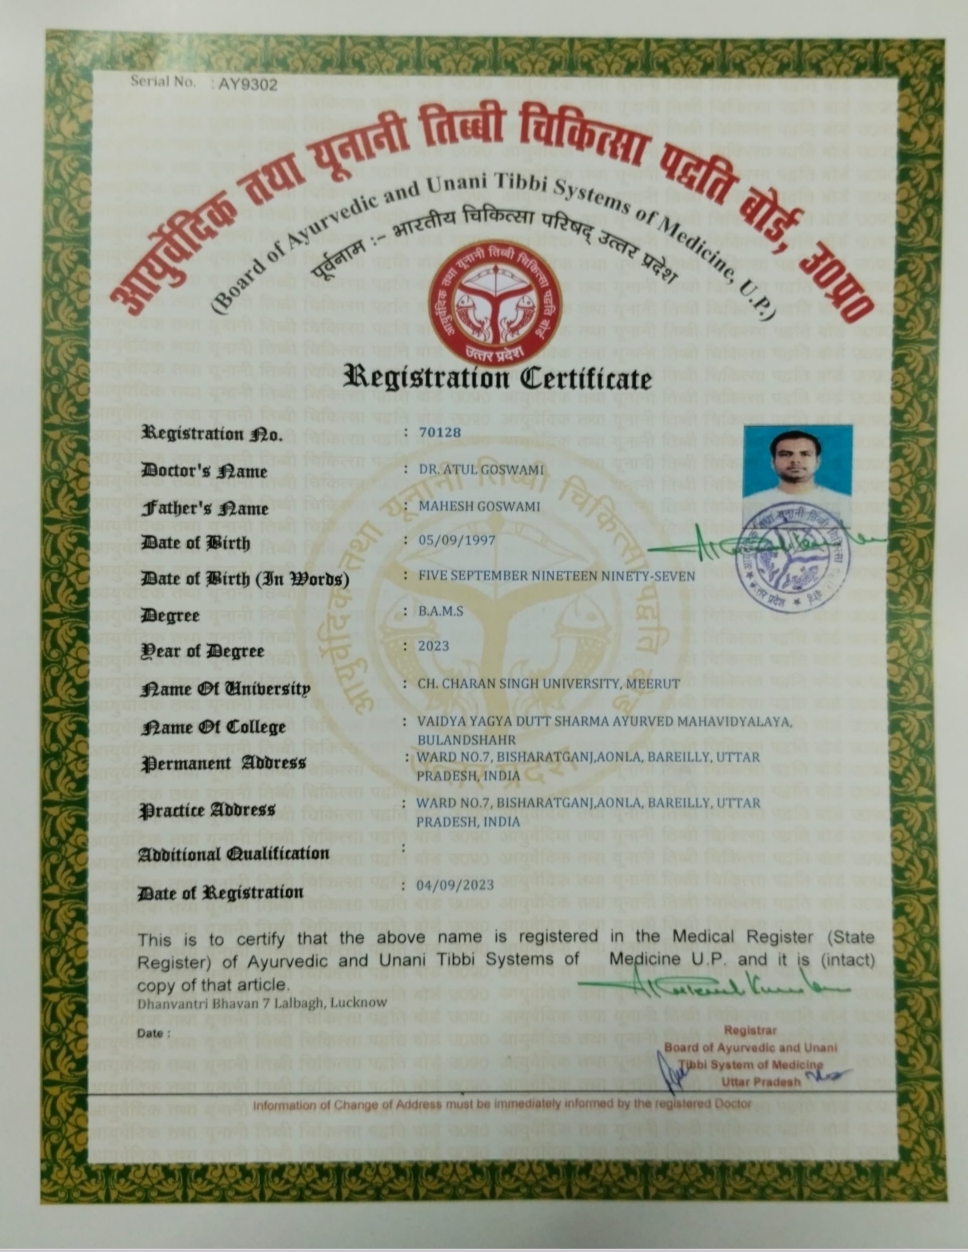 Serial No. : AY9302
आयुर्वेदिक तथा यूनानी तिब्बी चिकित्सा पद्धति बोर्ड, उ०प्र०
(Board of Ayurvedic and Unani Tibbi Systems of Medicine, U.P.)
पूर्वनाम :- भारतीय चिकित्सा परिषद् उत्तर प्रदेश
आयुर्वेदिक तथा यूनानी तिब्बी चिकित्सा पद्धति बोर्ड
उत्तर प्रदेश
Registration Certificate
Registration No. : 70128
Doctor's Name : DR. ATUL GOSWAMI
Father's Name : MAHESH GOSWAMI
Date of Birth : 05/09/1997
Date of Birth (In Words) : FIVE SEPTEMBER NINETEEN NINETY-SEVEN
Degree : B.A.M.S
Year of Degree : 2023
Name Of University : CH. CHARAN SINGH UNIVERSITY, MEERUT
Name Of College : VAIDYA YAGYA DUTT SHARMA AYURVED MAHAVIDYALAYA,
BULANDSHAHR
Permanent Address : WARD NO.7, BISHARATGANJ,AONLA, BAREILLY, UTTAR
PRADESH, INDIA
Practice Address : WARD NO.7, BISHARATGANJ,AONLA, BAREILLY, UTTAR
PRADESH, INDIA
Additional Qualification :
Date of Registration : 04/09/2023
This is to certify that the above name is registered in the Medical Register (State
Register) of Ayurvedic and Unani Tibbi Systems of Medicine U.P. and it is (intact)
copy of that article.
Dhanvantri Bhavan 7 Lalbagh, Lucknow
Date :
Registrar
Board of Ayurvedic and Unani
Tibbi System of Medicine
Uttar Pradesh
Information of Change of Address must be immediately informed by the registered Doctor